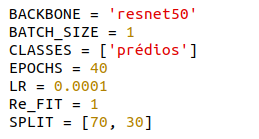 BACKBONE = 'resnet50'
BATCH_SIZE = 1
CLASSES = ['prédios']
EPOCHS = 40
LR = 0.0001
Re_FIT = 1
SPLIT = [70, 30]